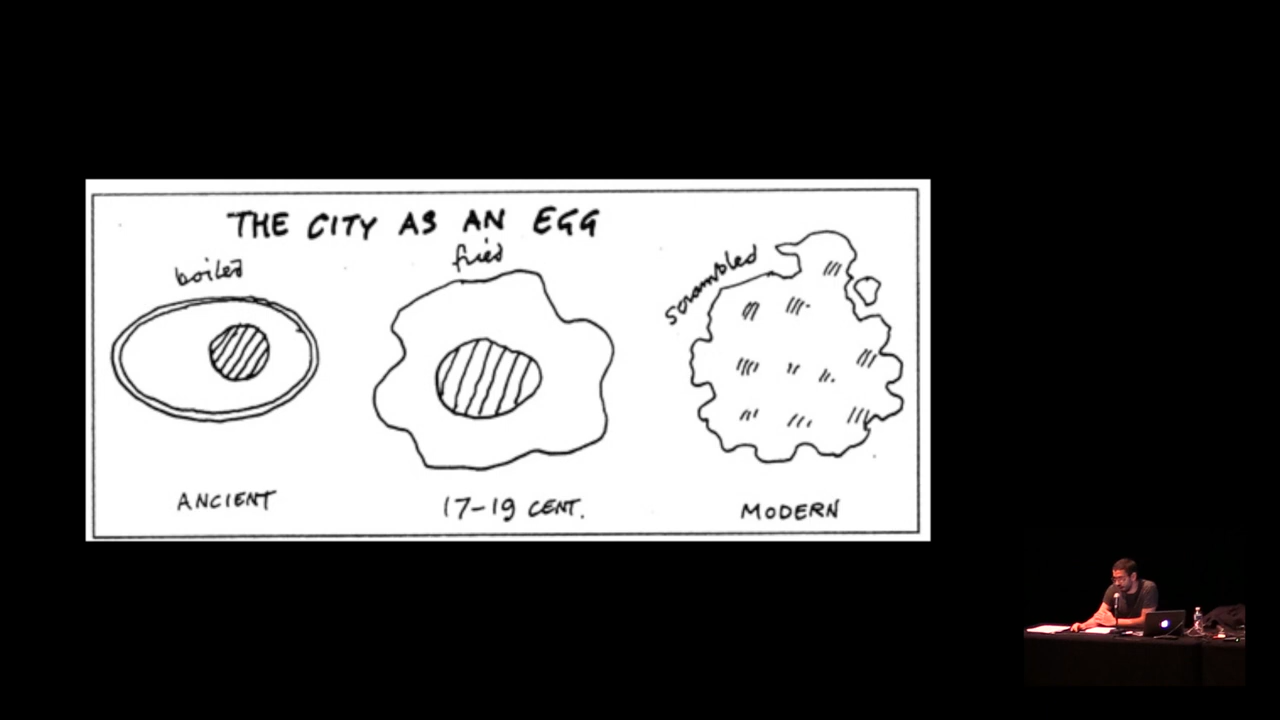 THE CITY AS AN EGG
boiled
fried
scrambled
ANCIENT
17-19 CENT.
MODERN